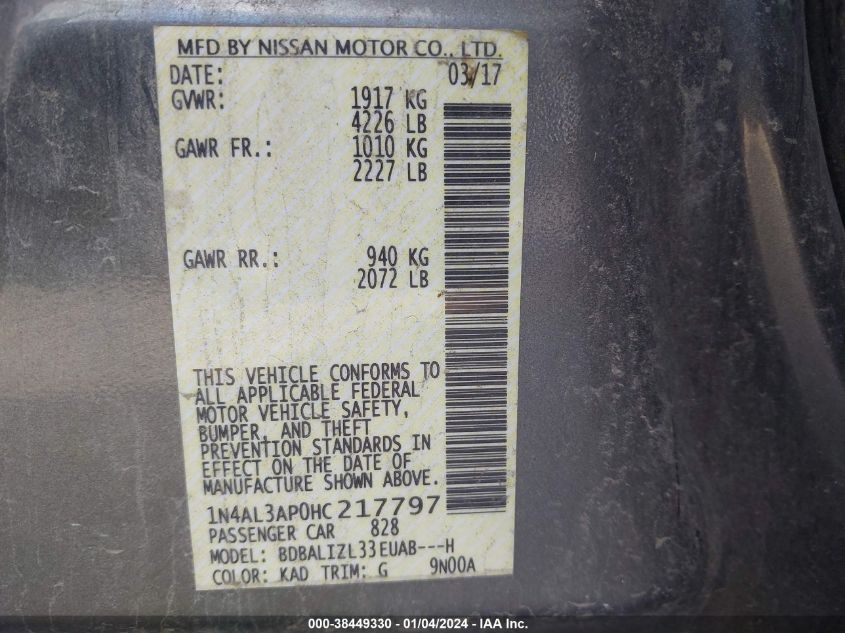 MFD BY NISSAN MOTOR CO., LTD.
DATE: 03/17
GVWR: 1917 KG
4226 LB
GAWR FR.: 1010 KG
2227 LB
GAWR RR.: 940 KG
2072 LB
THIS VEHICLE CONFORMS TO
ALL APPLICABLE FEDERAL
MOTOR VEHICLE SAFETY,
BUMPER, AND THEFT
PREVENTION STANDARDS IN
EFFECT ON THE DATE OF
MANUFACTURE SHOWN ABOVE.
1N4AL3AP0HC217797
PASSENGER CAR 828
MODEL: BDBALIZL33EUAB---H
COLOR: KAD TRIM: G 9N00A
000-38449330 - 01/04/2024 - IAA Inc.